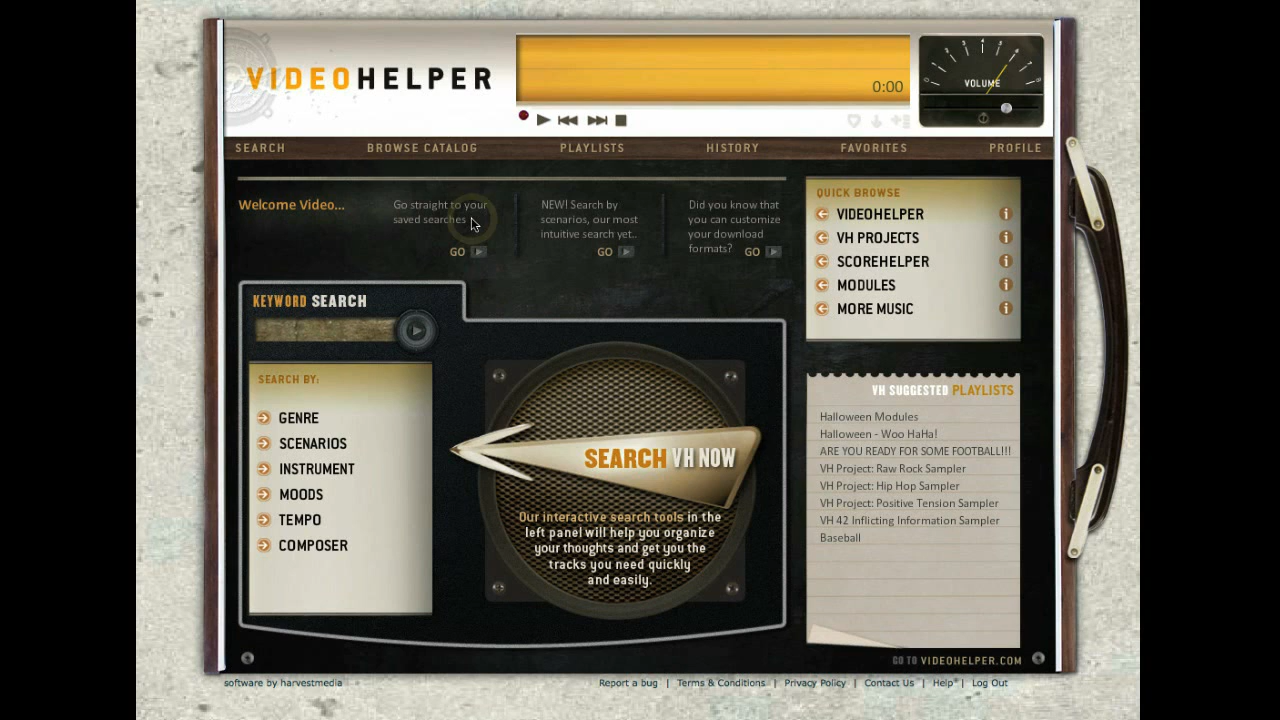 VIDEOHELPER
0:00
VOLUME
SEARCH
BROWSE CATALOG
PLAYLISTS
HISTORY
FAVORITES
PROFILE
Welcome Video...
Go straight to your
saved searches
GO
NEW! Search by
scenarios, our most
intuitive search yet..
GO
Did you know that
you can customize
your download
formats?
GO
QUICK BROWSE
VIDEOHELPER
VH PROJECTS
SCOREHELPER
MODULES
MORE MUSIC
KEYWORD SEARCH
SEARCH BY:
GENRE
SCENARIOS
INSTRUMENT
MOODS
TEMPO
COMPOSER
SEARCH VH NOW
Our interactive search tools in the
left panel will help you organize
your thoughts and get you the
tracks you need quickly
and easily.
VH SUGGESTED PLAYLISTS
Halloween Modules
Halloween - Woo HaHa!
ARE YOU READY FOR SOME FOOTBALL!!!
VH Project: Raw Rock Sampler
VH Project: Hip Hop Sampler
VH Project: Positive Tension Sampler
VH 42 Inflicting Information Sampler
Baseball
GO TO VIDEOHELPER.COM
software by harvestmedia
Report a bug | Terms & Conditions | Privacy Policy | Contact Us | Help* | Log Out